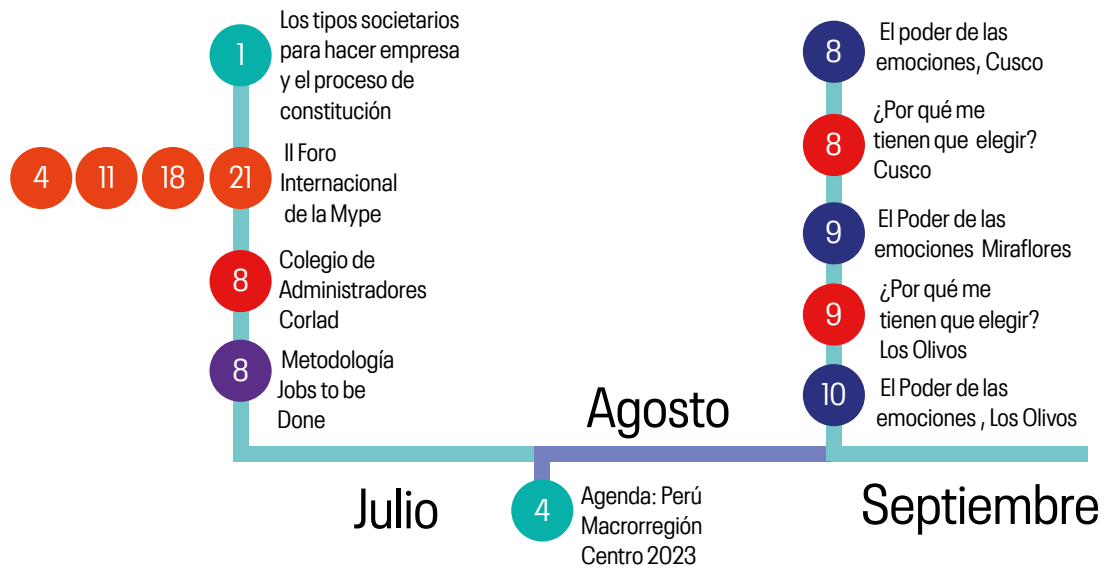 1
Los tipos societarios
para hacer empresa
y el proceso de
constitución
4 11 18 21
II Foro
Internacional
de la Mype
8
Colegio de
Administradores
Corlad
8
Metodología
Jobs to be
Done
Julio
Agosto
4
Agenda: Perú
Macrorregión
Centro 2023
8
El poder de las
emociones, Cusco
8
¿Por qué me
tienen que elegir?
Cusco
9
El Poder de las
emociones Miraflores
9
¿Por qué me
tienen que elegir?
Los Olivos
10
El Poder de las
emociones , Los Olivos
Septiembre